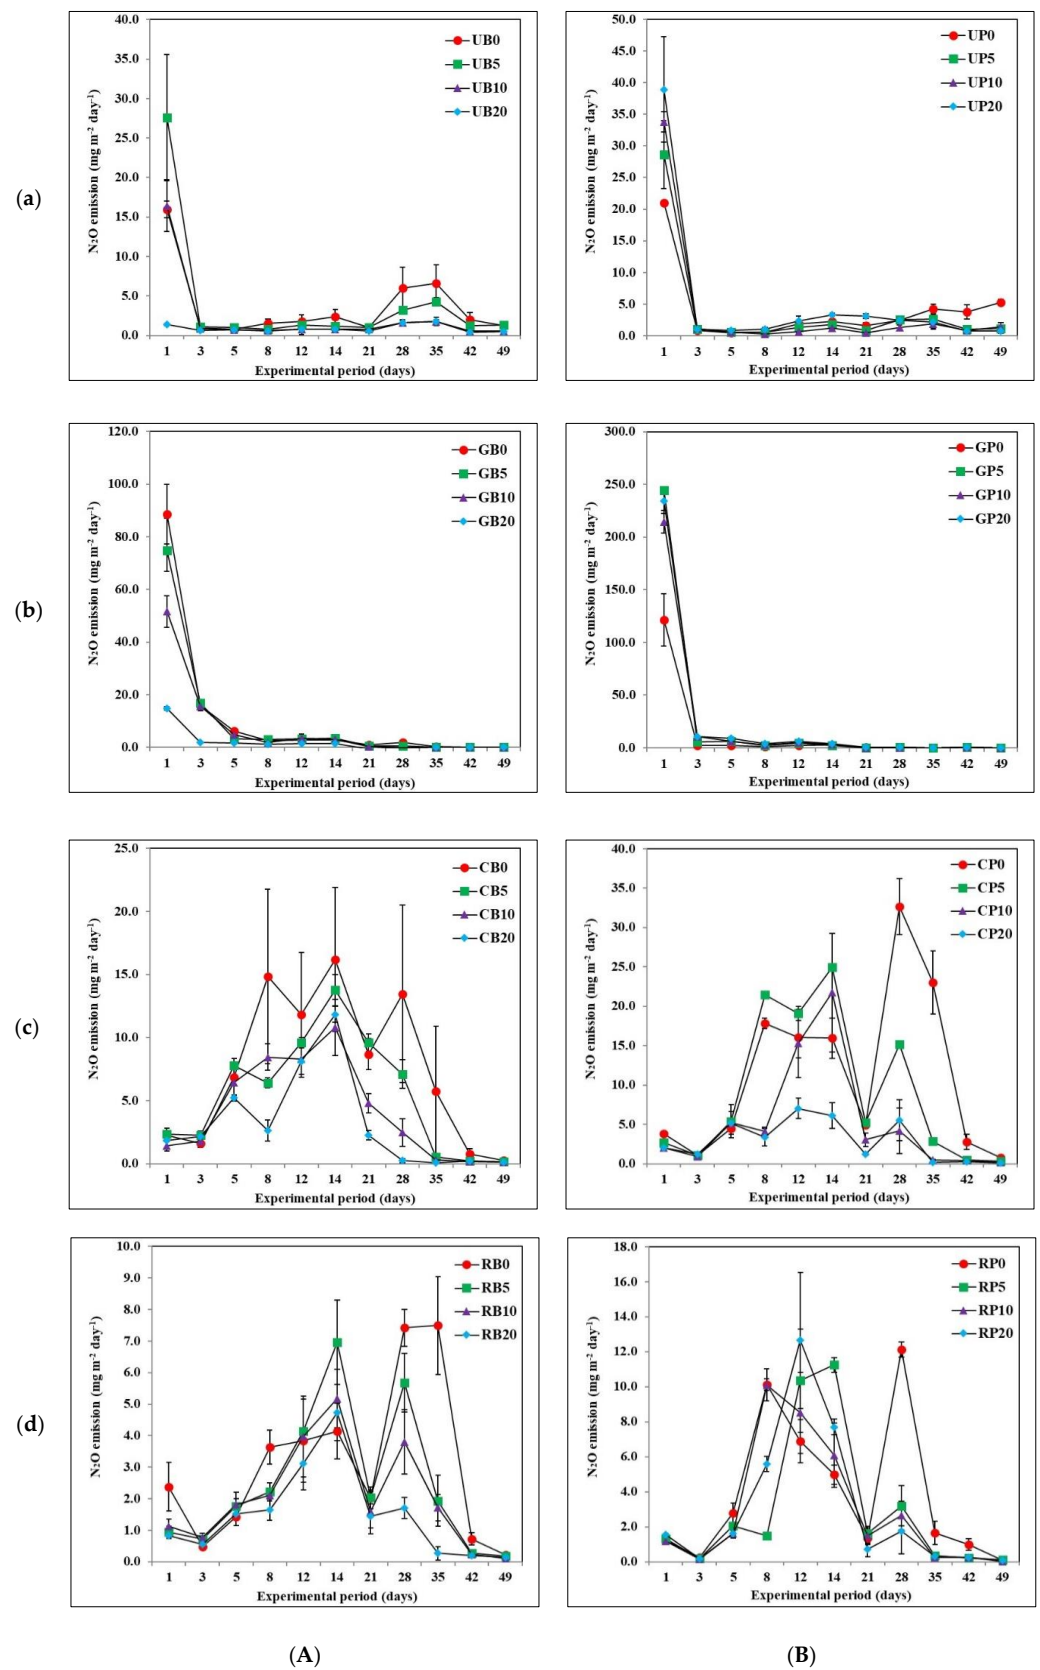 (a)
N₂O emission (mg m⁻² day⁻¹)
40.0
35.0
30.0
25.0
20.0
15.0
10.0
5.0
0.0
UB0
UB5
UB10
UB20
1 3 5 8 12 14 21 28 35 42 49
Experimental period (days)
N₂O emission (mg m⁻² day⁻¹)
50.0
45.0
40.0
35.0
30.0
25.0
20.0
15.0
10.0
5.0
0.0
UP0
UP5
UP10
UP20
1 3 5 8 12 14 21 28 35 42 49
Experimental period (days)
(b)
N₂O emission (mg m⁻² day⁻¹)
120.0
100.0
80.0
60.0
40.0
20.0
0.0
GB0
GB5
GB10
GB20
1 3 5 8 12 14 21 28 35 42 49
Experimental period (days)
N₂O emission (mg m⁻² day⁻¹)
300.0
250.0
200.0
150.0
100.0
50.0
0.0
GP0
GP5
GP10
GP20
1 3 5 8 12 14 21 28 35 42 49
Experimental period (days)
(c)
N₂O emission (mg m⁻² day⁻¹)
25.0
20.0
15.0
10.0
5.0
0.0
CB0
CB5
CB10
CB20
1 3 5 8 12 14 21 28 35 42 49
Experimental period (days)
N₂O emission (mg m⁻² day⁻¹)
40.0
35.0
30.0
25.0
20.0
15.0
10.0
5.0
0.0
CP0
CP5
CP10
CP20
1 3 5 8 12 14 21 28 35 42 49
Experimental period (days)
(d)
N₂O emission (mg m⁻² day⁻¹)
10.0
9.0
8.0
7.0
6.0
5.0
4.0
3.0
2.0
1.0
0.0
RB0
RB5
RB10
RB20
1 3 5 8 12 14 21 28 35 42 49
Experimental period (days)
N₂O emission (mg m⁻² day⁻¹)
18.0
16.0
14.0
12.0
10.0
8.0
6.0
4.0
2.0
0.0
RP0
RP5
RP10
RP20
1 3 5 8 12 14 21 28 35 42 49
Experimental period (days)
(A)
(B)